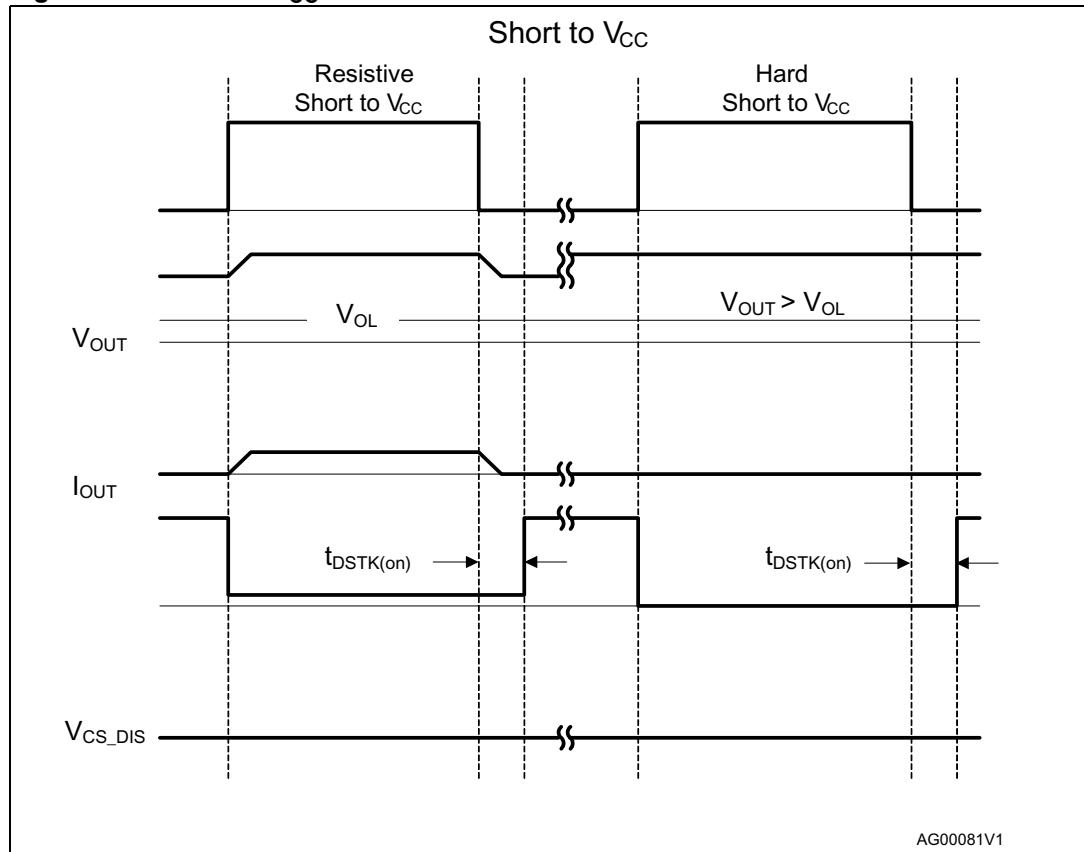 Short to VCC
Resistive
Short to VCC
Hard
Short to VCC
VOL
VOUT > VOL
VOUT
IOUT
tDSTK(on)
tDSTK(on)
VCS_DIS
AG00081V1